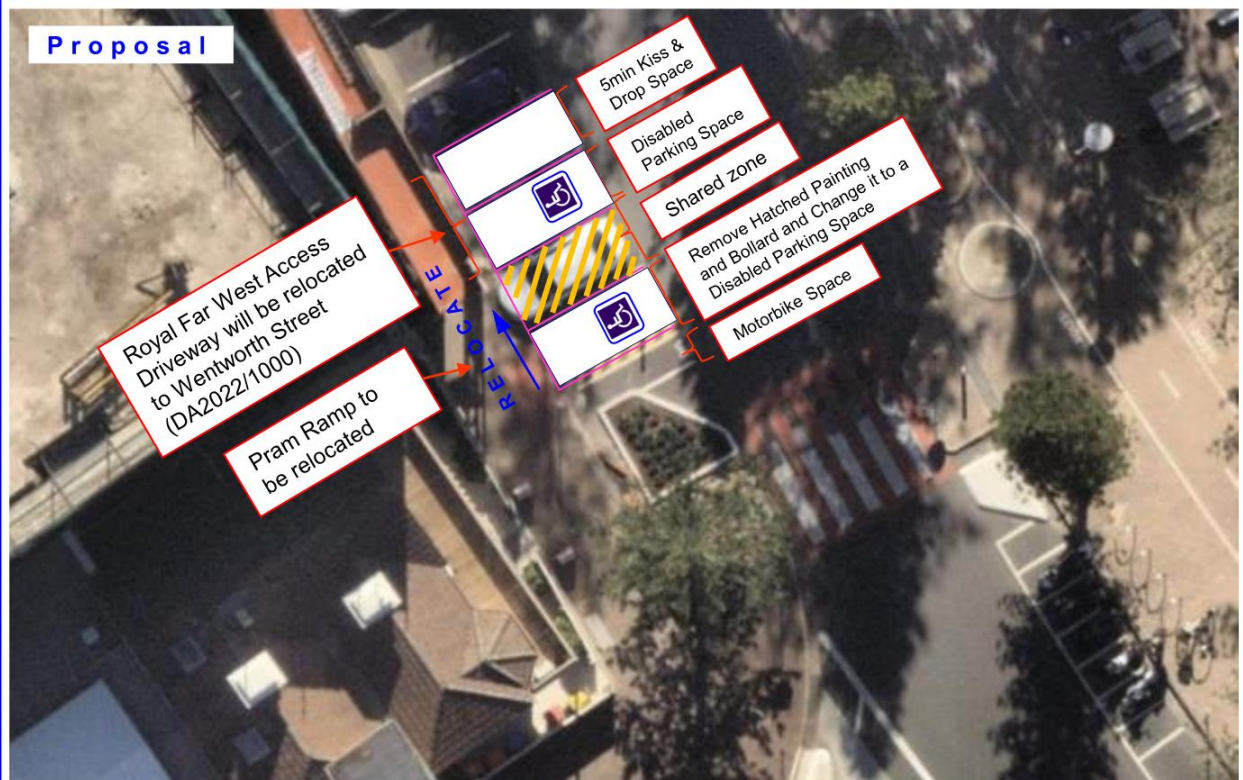 Proposal
5min Kiss &
Drop Space
Disabled
Parking Space
Shared zone
Remove Hatched Painting
and Bollard and Change it to a
Disabled Parking Space
Motorbike Space
Royal Far West Access
Driveway will be relocated
to Wentworth Street
(DA2022/1000)
Pram Ramp to
be relocated
RELOCATE